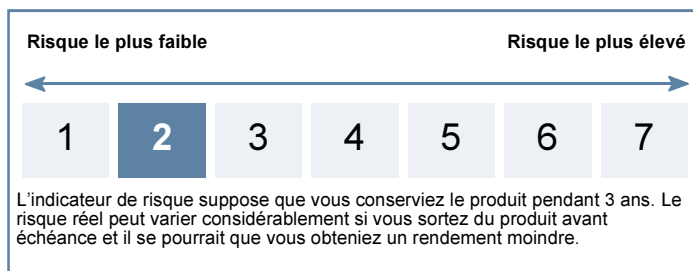 Risque le plus faible Risque le plus élevé
1 2 3 4 5 6 7
L'indicateur de risque suppose que vous conserviez le produit pendant 3 ans. Le
risque réel peut varier considérablement si vous sortez du produit avant
échéance et il se pourrait que vous obteniez un rendement moindre.